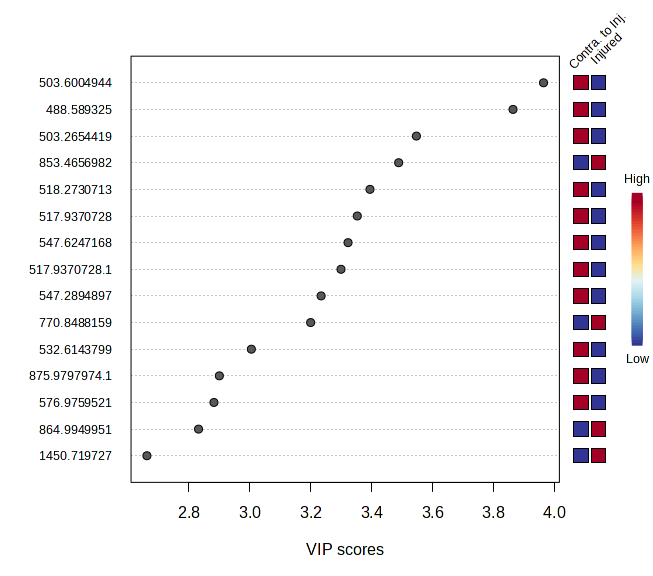 Contra. to Inj.
Injured
503.6004944
488.589325
503.2654419
853.4656982
518.2730713
517.9370728
547.6247168
517.9370728.1
547.2894897
770.8488159
532.6143799
875.9797974.1
576.9759521
864.9949951
1450.719727
High
Low
2.8 3.0 3.2 3.4 3.6 3.8 4.0
VIP scores